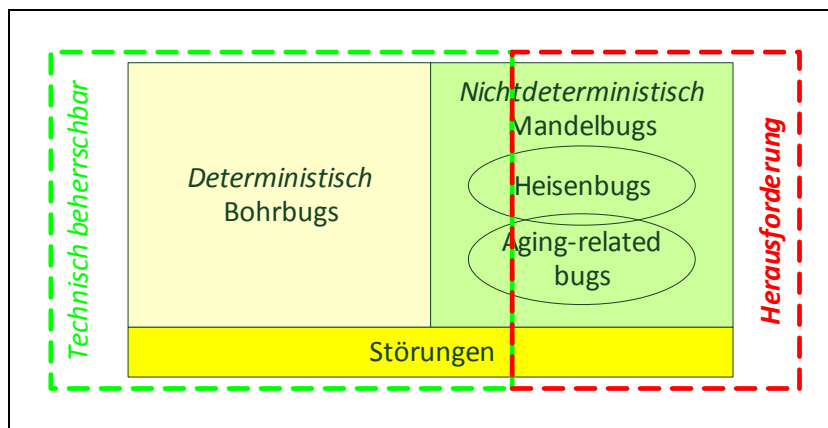 Technisch beherrschbar
Deterministisch
Bohrbugs
Nichtdeterministisch
Mandelbugs
Heisenbugs
Aging-related
bugs
Störungen
Herausforderung